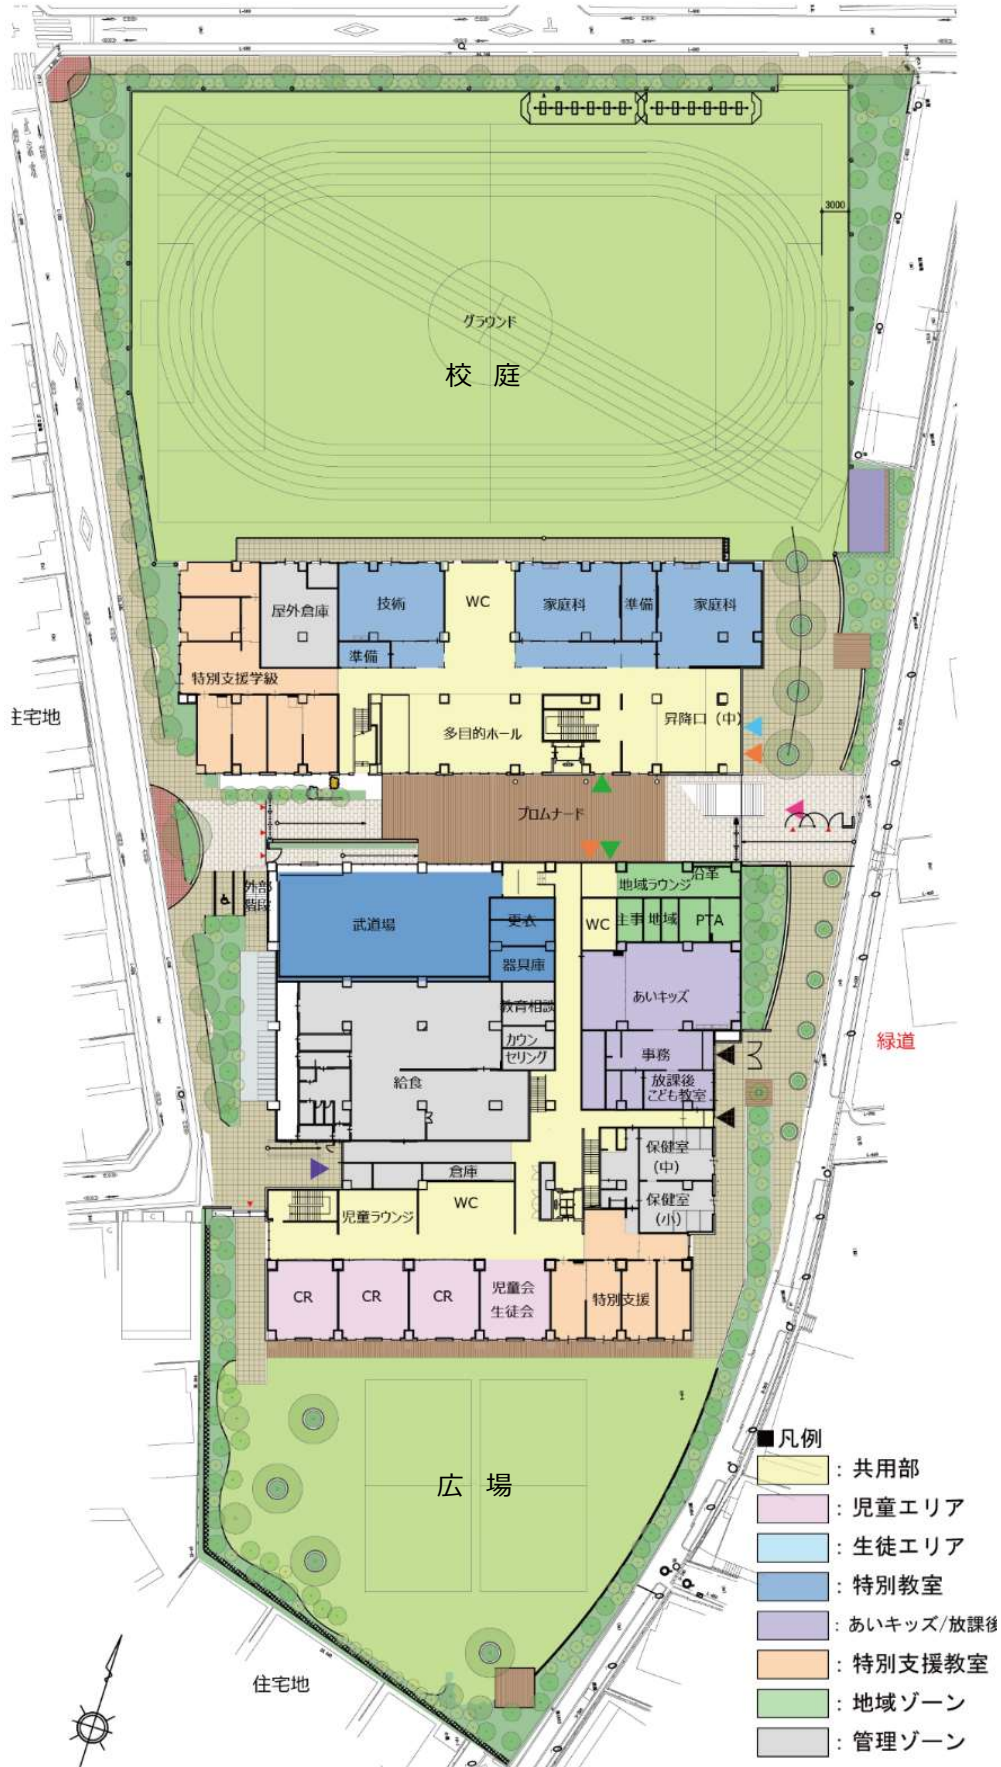 3000
グラウンド
校 庭
屋外倉庫
技術
WC
家庭科
準備
家庭科
準備
特別支援学級
住宅地
多目的ホール
昇降口（中）
プロムナード
外部
階段
武道場
更衣
器具庫
地域ラウンジ
沿革
WC
主事
地域
PTA
あいキッズ
教育相談
カウン
セリング
事務
放課後
こども教室
緑道
給食
保健室
(中)
保健室
(小)
倉庫
児童ラウンジ
WC
CR
CR
CR
児童会
生徒会
特別支援
広 場
住宅地
■凡例
：共用部
：児童エリア
：生徒エリア
：特別教室
：あいキッズ/放課後
：特別支援教室
：地域ゾーン
：管理ゾーン